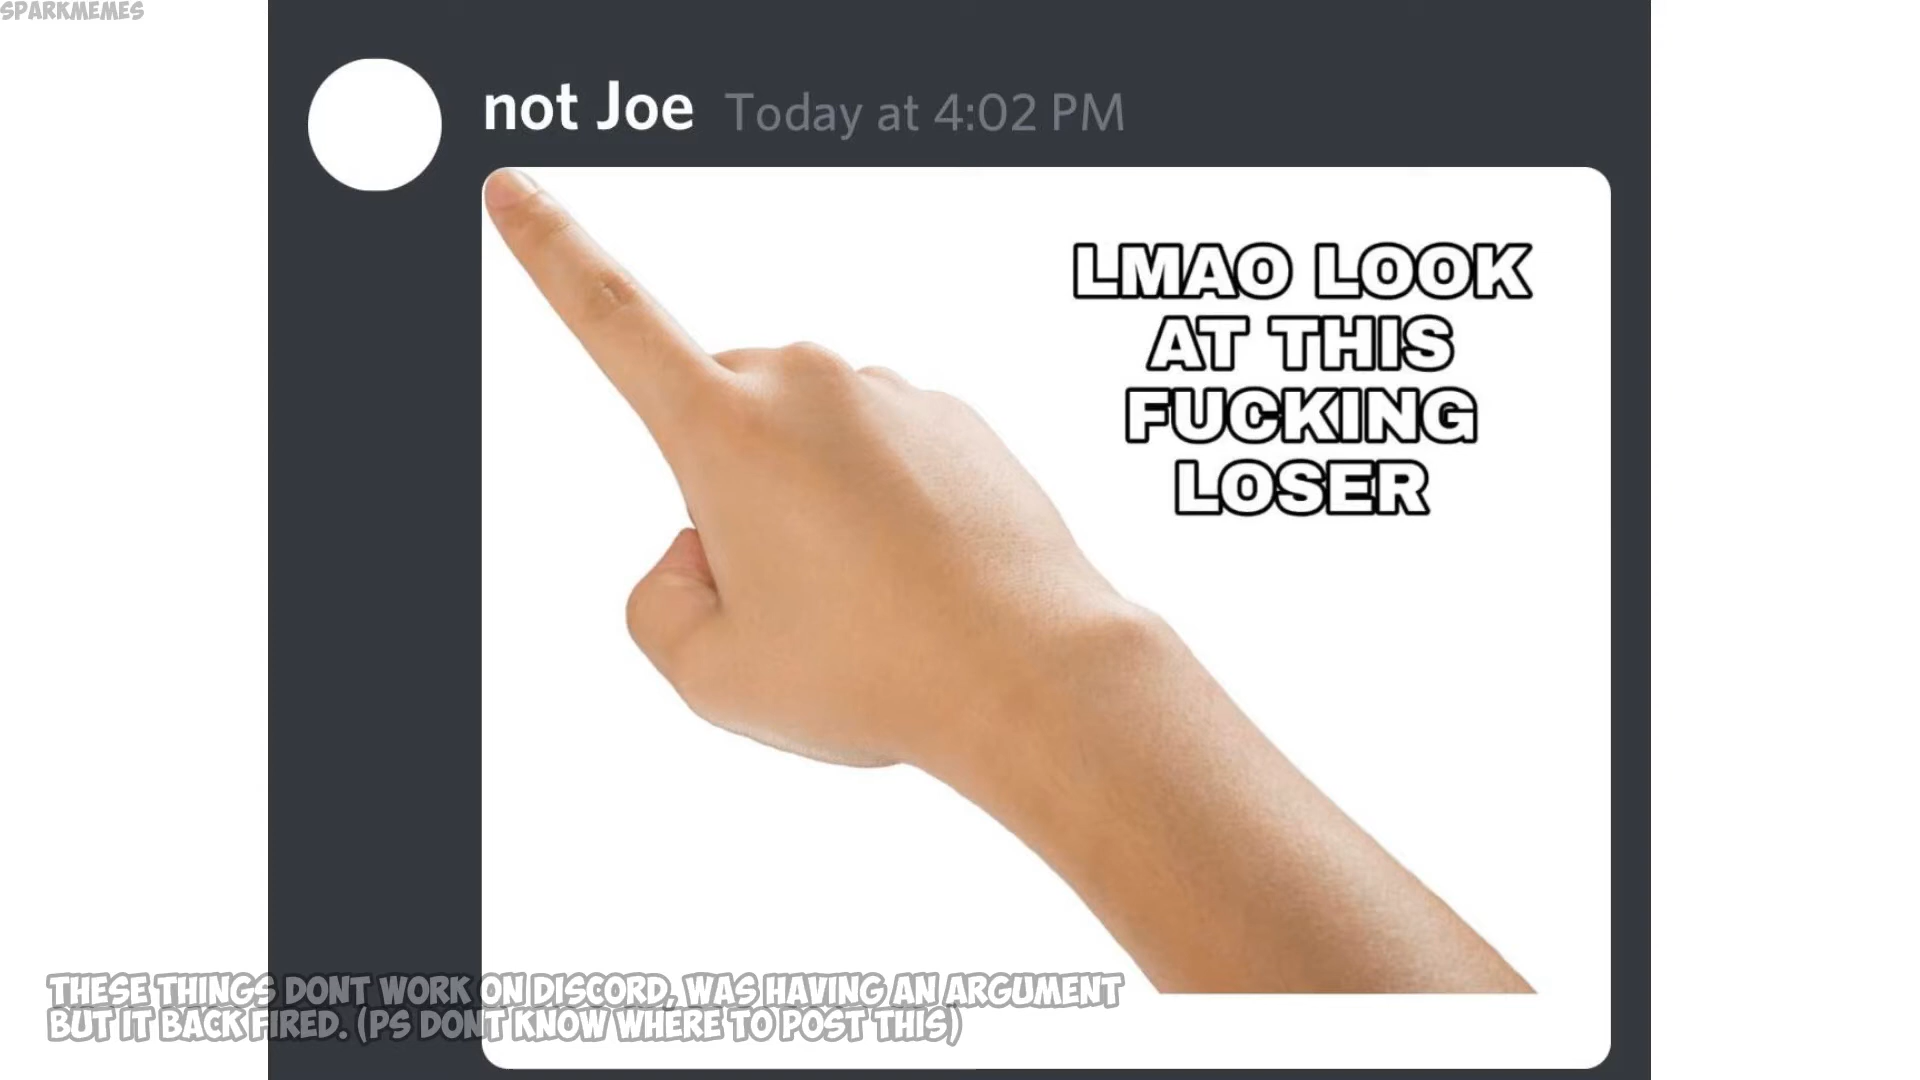 SPARKMEMES
not Joe Today at 4:02 PM
LMAO LOOK
AT THIS
FUCKING
LOSER
THESE THINGS DONT WORK ON DISCORD, WAS HAVING AN ARGUMENT
BUT IT BACK FIRED. (PS DONT KNOW WHERE TO POST THIS)